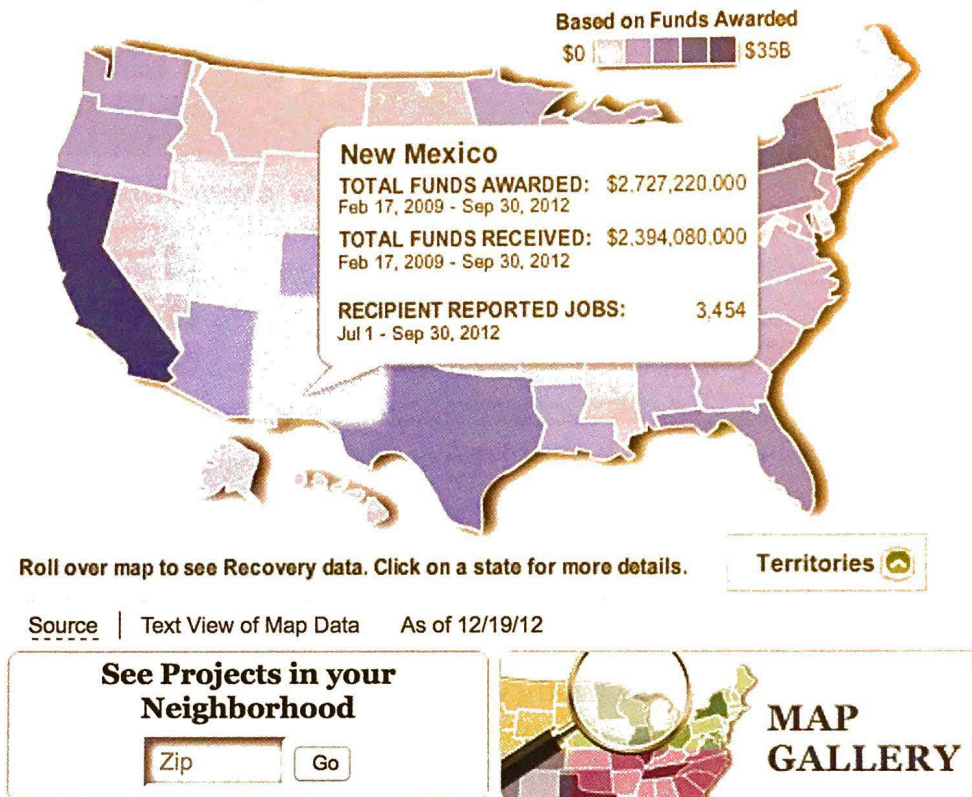 Based on Funds Awarded
$0 $35B
New Mexico
TOTAL FUNDS AWARDED: $2,727,220,000
Feb 17, 2009 - Sep 30, 2012
TOTAL FUNDS RECEIVED: $2,394,080,000
Feb 17, 2009 - Sep 30, 2012
RECIPIENT REPORTED JOBS: 3,454
Jul 1 - Sep 30, 2012
Roll over map to see Recovery data. Click on a state for more details.
Territories
Source | Text View of Map Data As of 12/19/12
See Projects in your
Neighborhood
Zip Go
MAP
GALLERY